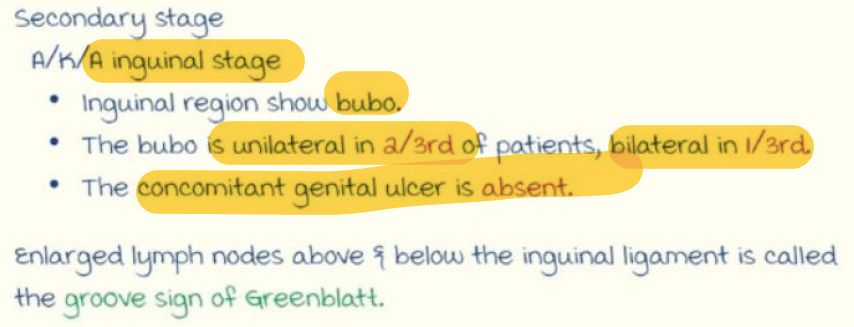 Secondary stage
A/K/A inguinal stage
• Inguinal region show bubo.
• The bubo is unilateral in 2/3rd of patients, bilateral in 1/3rd.
• The concomitant genital ulcer is absent.
Enlarged lymph nodes above & below the inguinal ligament is called
the groove sign of Greenblatt.